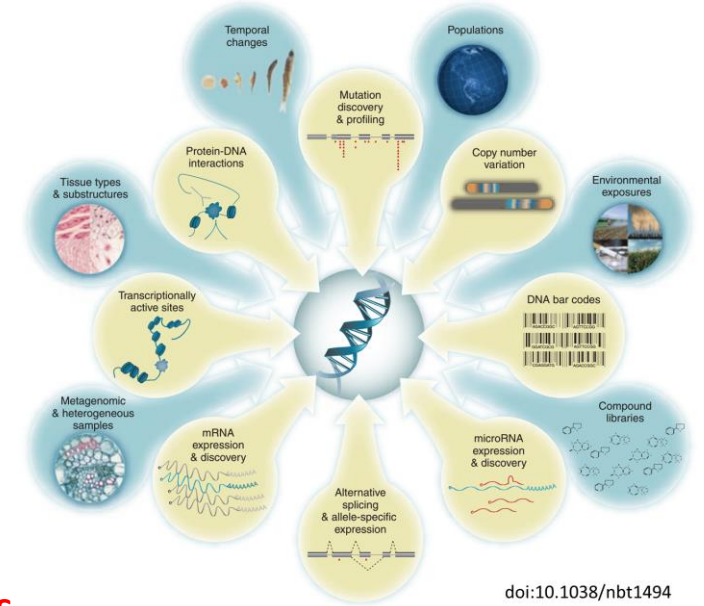 Temporal
changes
Populations
Mutation
discovery
& profiling
Protein-DNA
interactions
Copy number
variation
Tissue types
& substructures
Environmental
exposures
Transcriptionally
active sites
DNA bar codes
Metagenomic
& heterogeneous
samples
mRNA
expression
& discovery
microRNA
expression
& discovery
Compound
libraries
Alternative
splicing
& allele-specific
expression
doi:10.1038/nbt1494